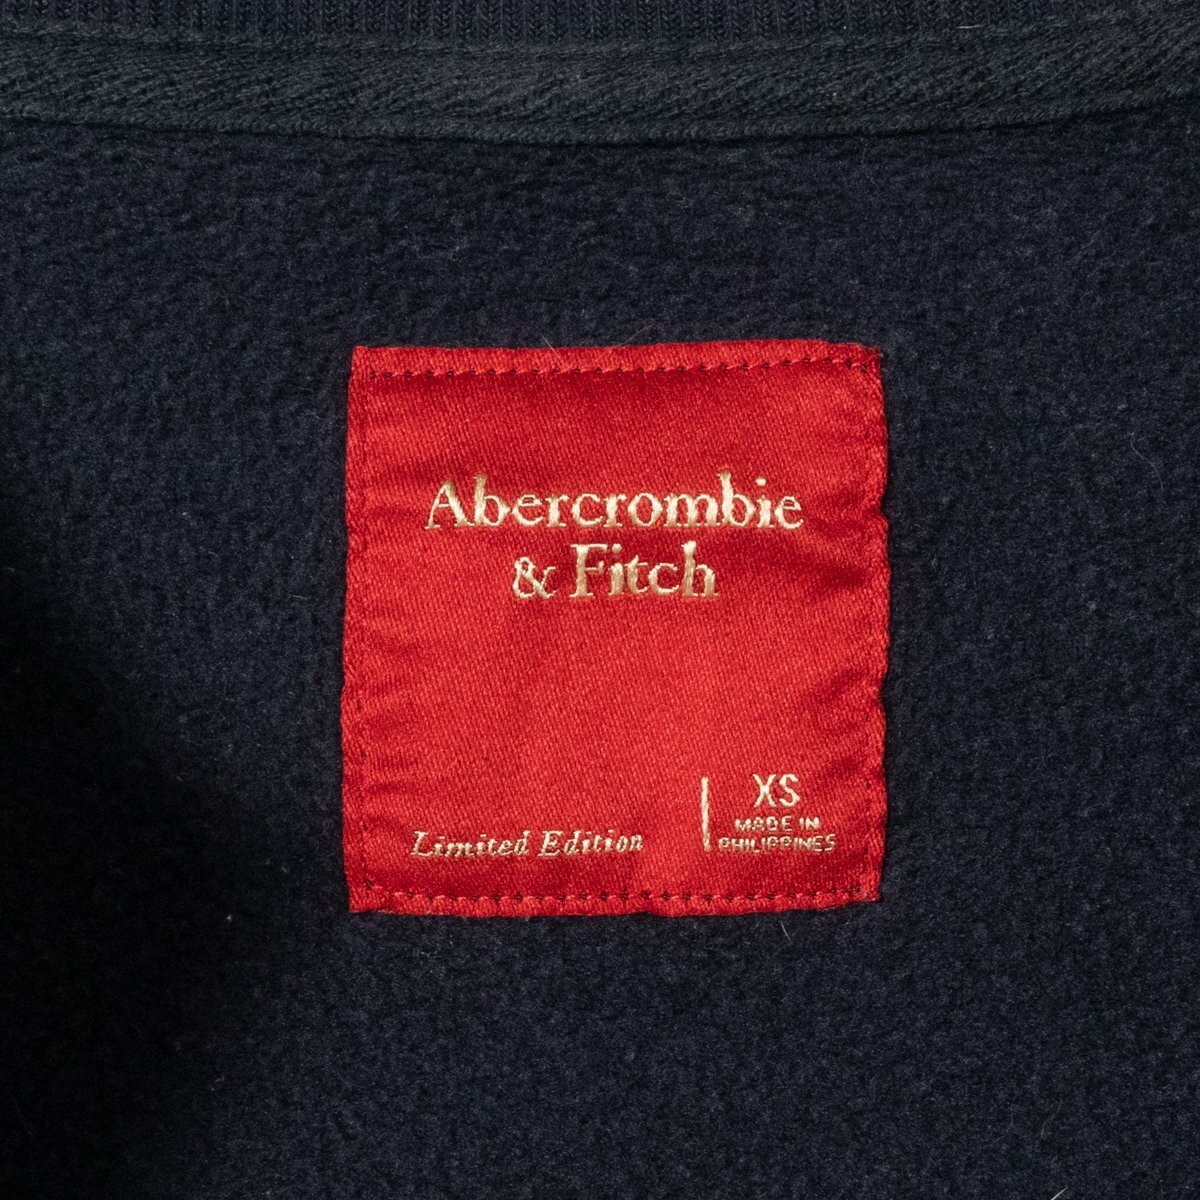 Abercrombie
& Fitch
Limited Edition
XS
MADE IN
PHILIPPINES